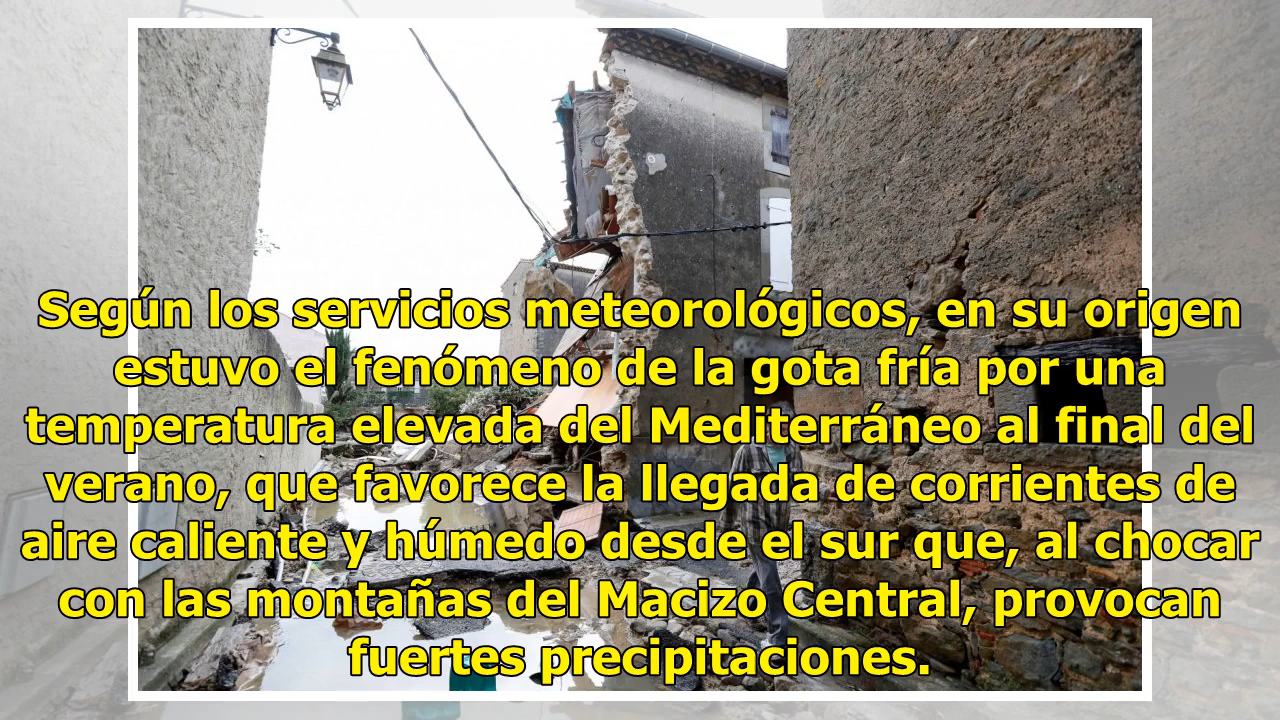 Según los servicios meteorológicos, en su origen
estuvo el fenómeno de la gota fría por una
temperatura elevada del Mediterráneo al final del
verano, que favorece la llegada de corrientes de
aire caliente y húmedo desde el sur que, al chocar
con las montañas del Macizo Central, provocan
fuertes precipitaciones.